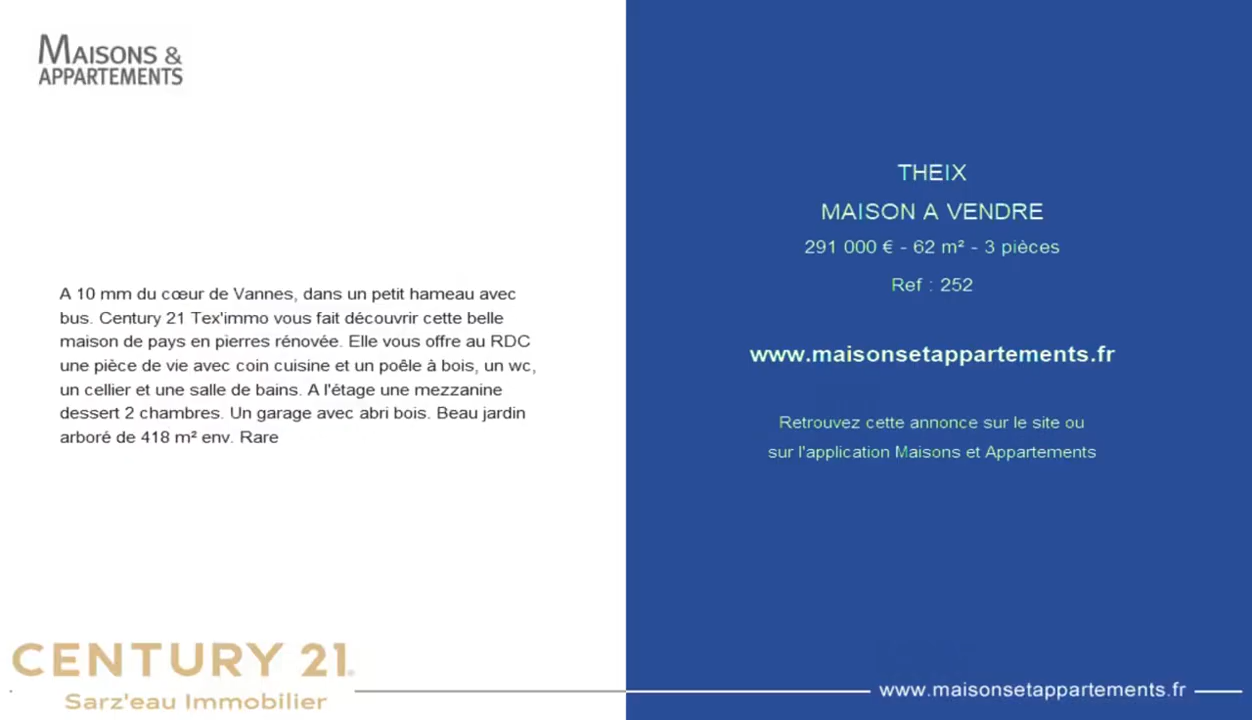 MAISONS &
APPARTEMENTS
A 10 mm du cœur de Vannes, dans un petit hameau avec
bus. Century 21 Tex'immo vous fait découvrir cette belle
maison de pays en pierres rénovée. Elle vous offre au RDC
une pièce de vie avec coin cuisine et un poêle à bois, un wc,
un cellier et une salle de bains. A l'étage une mezzanine
dessert 2 chambres. Un garage avec abri bois. Beau jardin
arboré de 418 m² env. Rare
CENTURY 21.
Sarz'eau Immobilier
THEIX
MAISON A VENDRE
291 000 € - 62 m² - 3 pièces
Ref : 252
www.maisonsetappartements.fr
Retrouvez cette annonce sur le site ou
sur l'application Maisons et Appartements
www.maisonsetappartements.fr